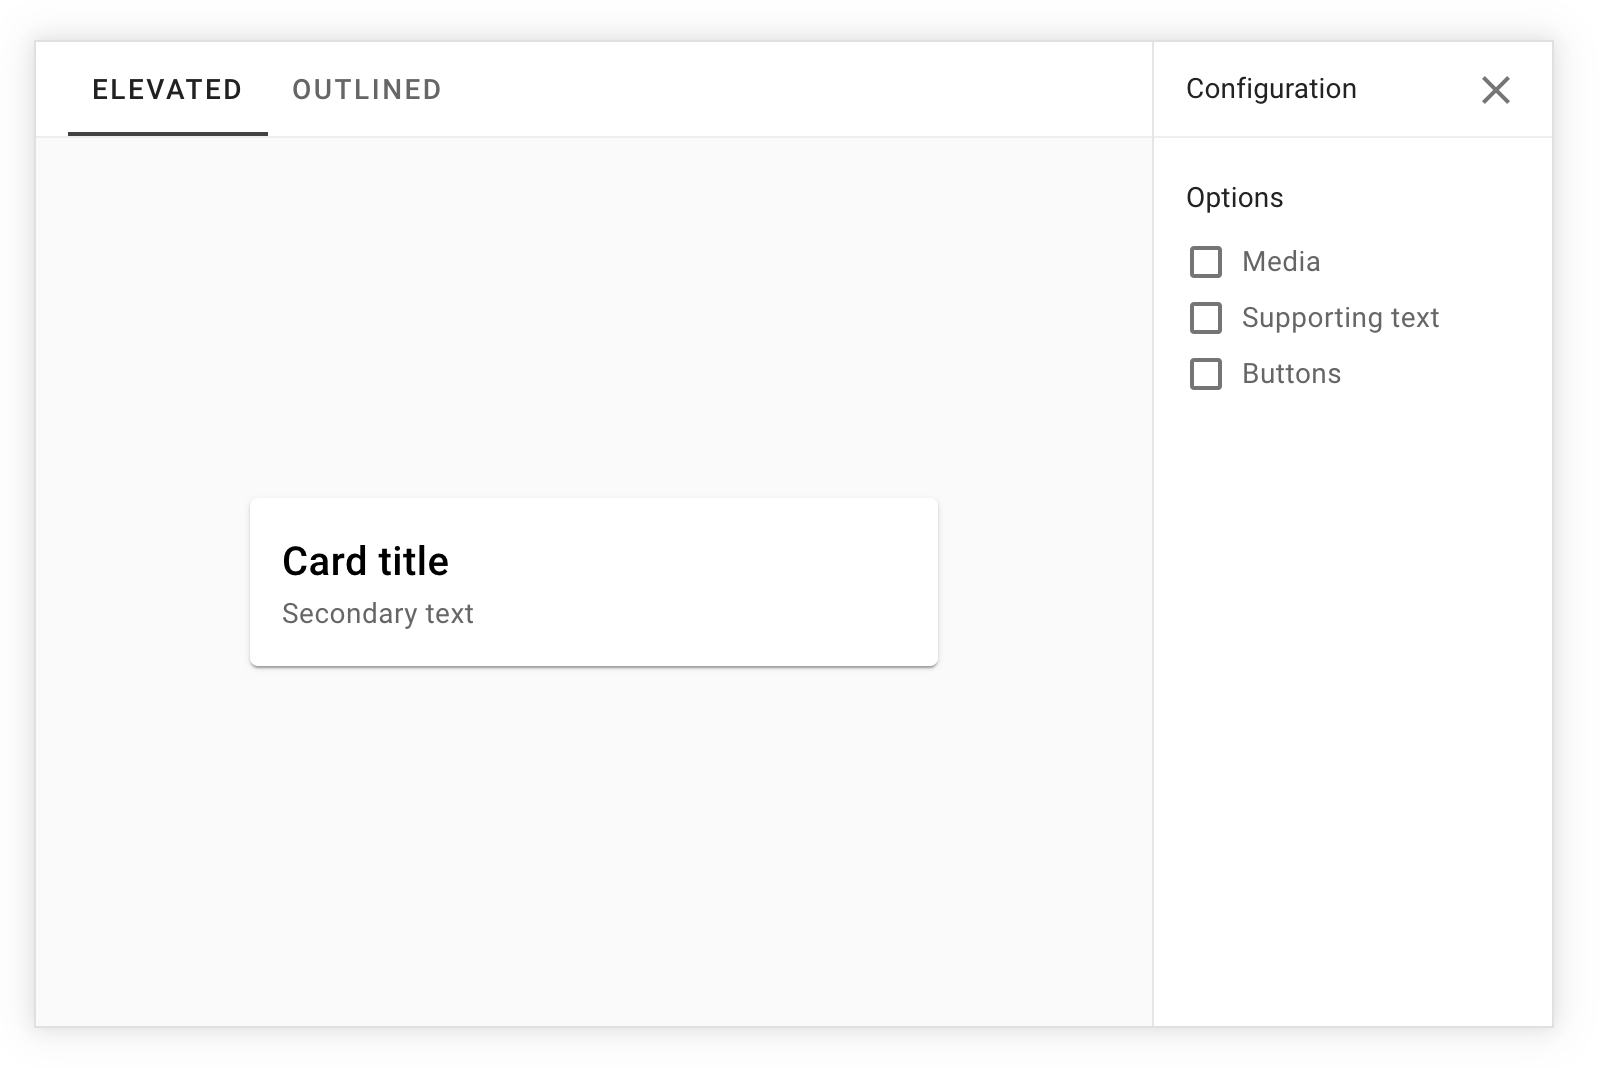 ELEVATED
OUTLINED
Configuration
Options
Media
Supporting text
Buttons
Card title
Secondary text